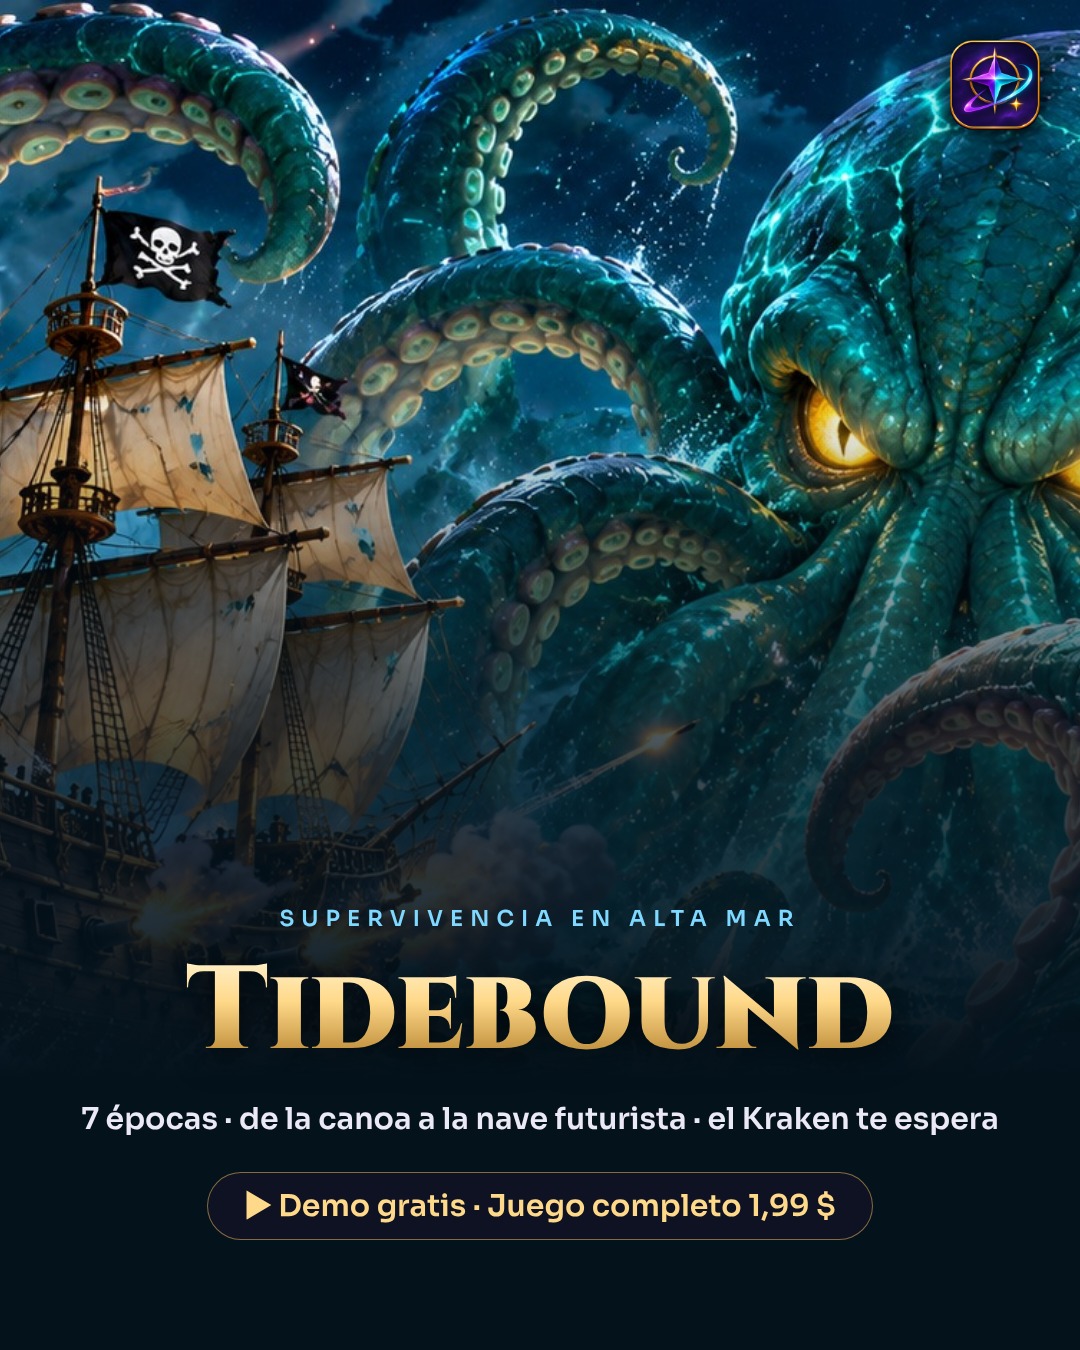 SUPERVIVENCIA EN ALTA MAR
TIDEBOUND
7 épocas · de la canoa a la nave futurista · el Kraken te espera
▶ Demo gratis · Juego completo 1,99 $